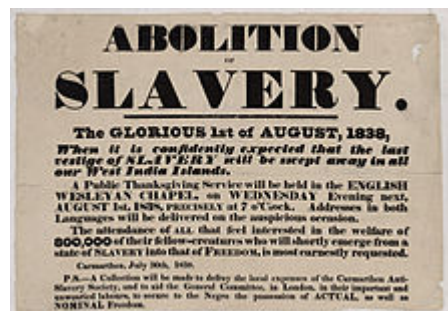 ABOLITION
OF
SLAVERY.
The GLORIOUS 1st of AUGUST, 1838,
When it is confidently expected that the last
vestige of SLAVERY will be swept away in all
our West India Islands.
A Public Thanksgiving Service will be held in the ENGLISH
WESLEYAN CHAPEL, on WEDNESDAY Evening next,
AUGUST 1st, 1838, PRECISELY at 7 o'Clock. Addresses in both
Languages will be delivered on the auspicious occasion.
The attendance of ALL that feel interested in the welfare of
800,000 of their fellow-creatures who will shortly emerge from a
state of SLAVERY into that of FREEDOM, is most earnestly requested.
Carmarthen, July 30th, 1838.
P.S.—A Collection will be made to defray the local expenses of the Carmarthen Anti-
Slavery Society, and to aid the General Committee, in London, in their important and
unwearied labours, to secure to the Negro the possession of ACTUAL, as well as
NOMINAL Freedom.